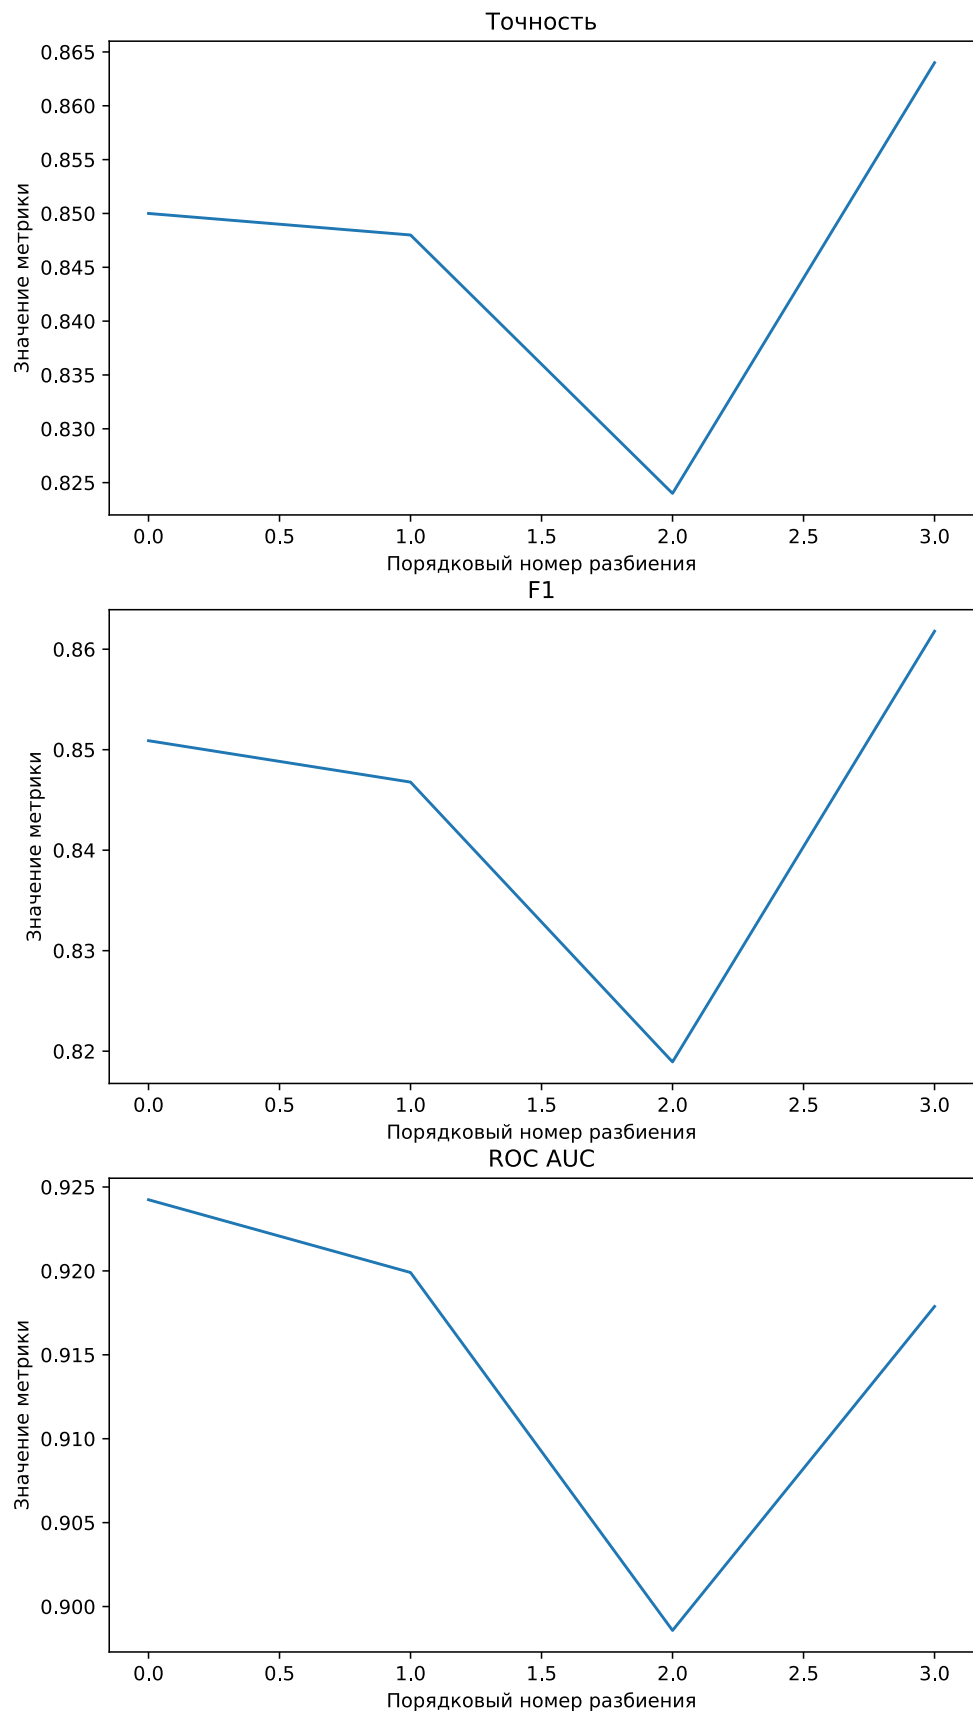 Точность
Значение метрики
0.865
0.860
0.855
0.850
0.845
0.840
0.835
0.830
0.825
0.0 0.5 1.0 1.5 2.0 2.5 3.0
Порядковый номер разбиения
F1
Значение метрики
0.86
0.85
0.84
0.83
0.82
0.0 0.5 1.0 1.5 2.0 2.5 3.0
Порядковый номер разбиения
ROC AUC
Значение метрики
0.925
0.920
0.915
0.910
0.905
0.900
0.0 0.5 1.0 1.5 2.0 2.5 3.0
Порядковый номер разбиения